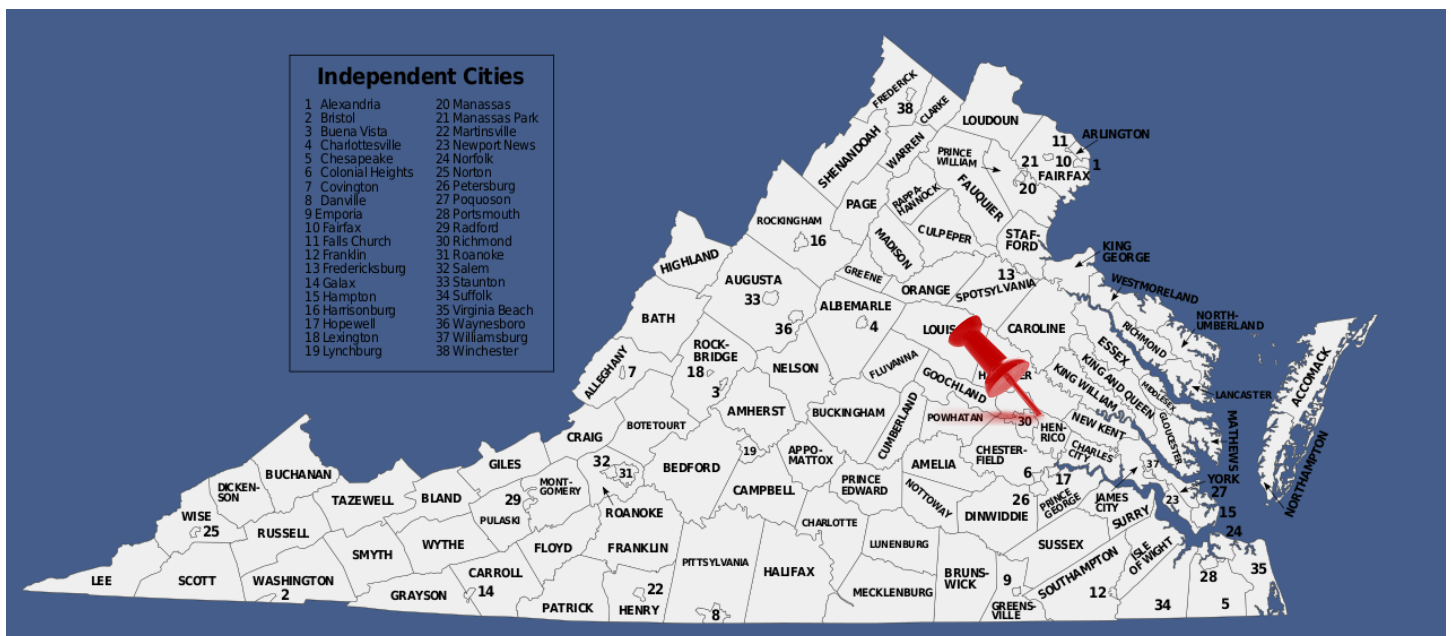 Independent Cities
1 Alexandria
2 Bristol
3 Buena Vista
4 Charlottesville
5 Chesapeake
6 Colonial Heights
7 Covington
8 Danville
9 Emporia
10 Fairfax
11 Falls Church
12 Franklin
13 Fredericksburg
14 Galax
15 Hampton
16 Harrisonburg
17 Hopewell
18 Lexington
19 Lynchburg
20 Manassas
21 Manassas Park
22 Martinsville
23 Newport News
24 Norfolk
25 Norton
26 Petersburg
27 Poquoson
28 Portsmouth
29 Radford
30 Richmond
31 Roanoke
32 Salem
33 Staunton
34 Suffolk
35 Virginia Beach
36 Waynesboro
37 Williamsburg
38 Winchester
FREDERICK
38
CLARKE
LOUDOUN
SHENANDOAH
WARREN
PRINCE
WILLIAM
11
ARLINGTON
21
10
1
FAIRFAX
20
FAUQUIER
RAPPA-
HANNOCK
PAGE
ROCKINGHAM
16
MADISON
CULPEPER
STAF-
FORD
KING
GEORGE
HIGHLAND
AUGUSTA
33
GREENE
ORANGE
13
SPOTSYLVANIA
WESTMORELAND
NORTH-
UMBERLAND
RICHMOND
BATH
36
ALBEMARLE
4
CAROLINE
ESSEX
ROCK-
BRIDGE
18
3
NELSON
FLUVANNA
GOOCHLAND
KING AND QUEEN
KING WILLIAM
MIDDLESEX
LANCASTER
ACCOMACK
ALLEGHANY
7
AMHERST
BUCKINGHAM
CUMBERLAND
POWHATAN
30
HEN-
RICO
NEW KENT
GLOUCESTER
MATHEWS
NORTHAMPTON
CRAIG
BOTETOURT
19
APPO-
MATTOX
AMELIA
CHESTER-
FIELD
6
CHARLES
CITY
37
YORK
27
GILES
32
31
BEDFORD
CAMPBELL
PRINCE
EDWARD
NOTTOWAY
26
17
PRINCE
GEORGE
JAMES
CITY
23
15
24
BUCHANAN
DICKEN-
SON
TAZEWELL
BLAND
29
MONT-
GOMERY
PULASKI
ROANOKE
CHARLOTTE
DINWIDDIE
SURRY
WISE
25
RUSSELL
SMYTH
WYTHE
FLOYD
FRANKLIN
PITTSYLVANIA
HALIFAX
LUNENBURG
SUSSEX
SOUTHAMPTON
ISLE
OF WIGHT
LEE
SCOTT
WASHINGTON
2
GRAYSON
CARROLL
14
PATRICK
22
HENRY
8
MECKLENBURG
BRUNS-
WICK
9
GREENS-
VILLE
12
34
28
5
35